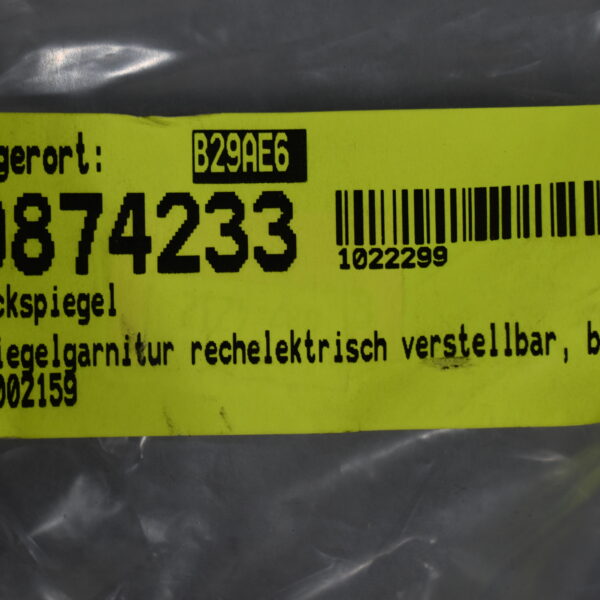 gerort: B29AE6
0874233
1022299
ckspiegel
iegelgarnitur rechelektrisch verstellbar, b
002159